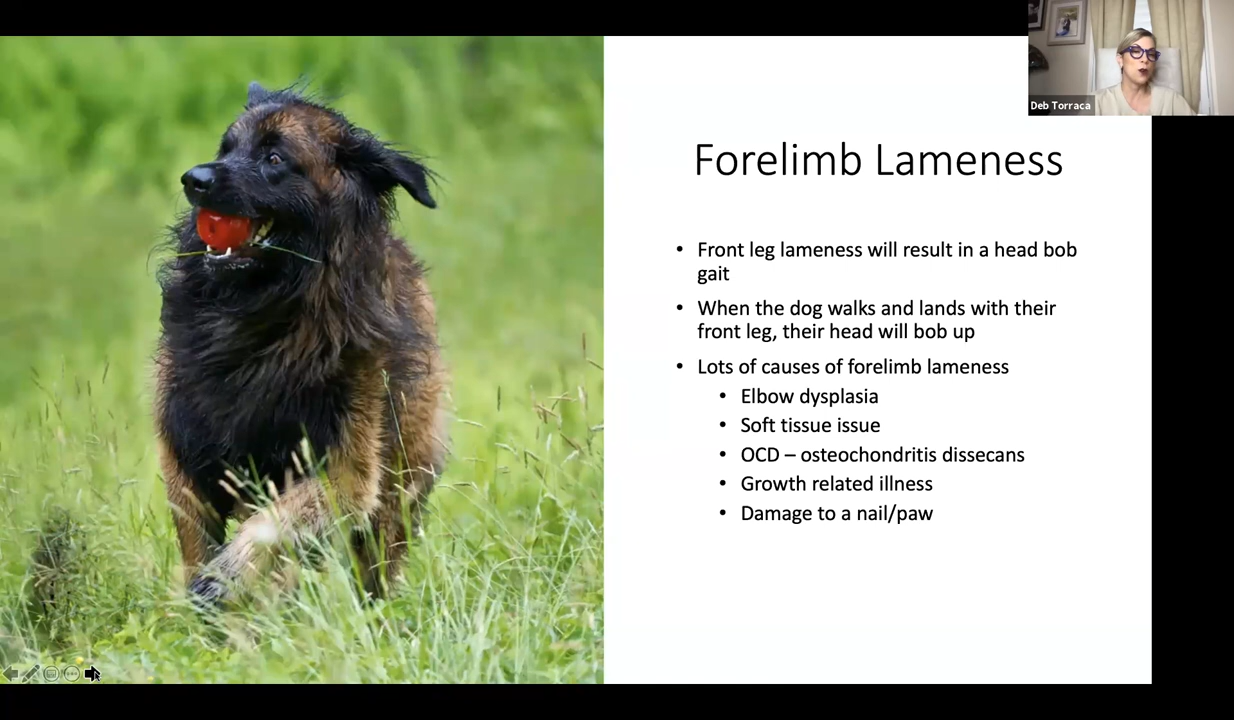 Deb Torraca
Forelimb Lameness
• Front leg lameness will result in a head bob
gait
• When the dog walks and lands with their
front leg, their head will bob up
• Lots of causes of forelimb lameness
• Elbow dysplasia
• Soft tissue issue
• OCD – osteochondritis dissecans
• Growth related illness
• Damage to a nail/paw